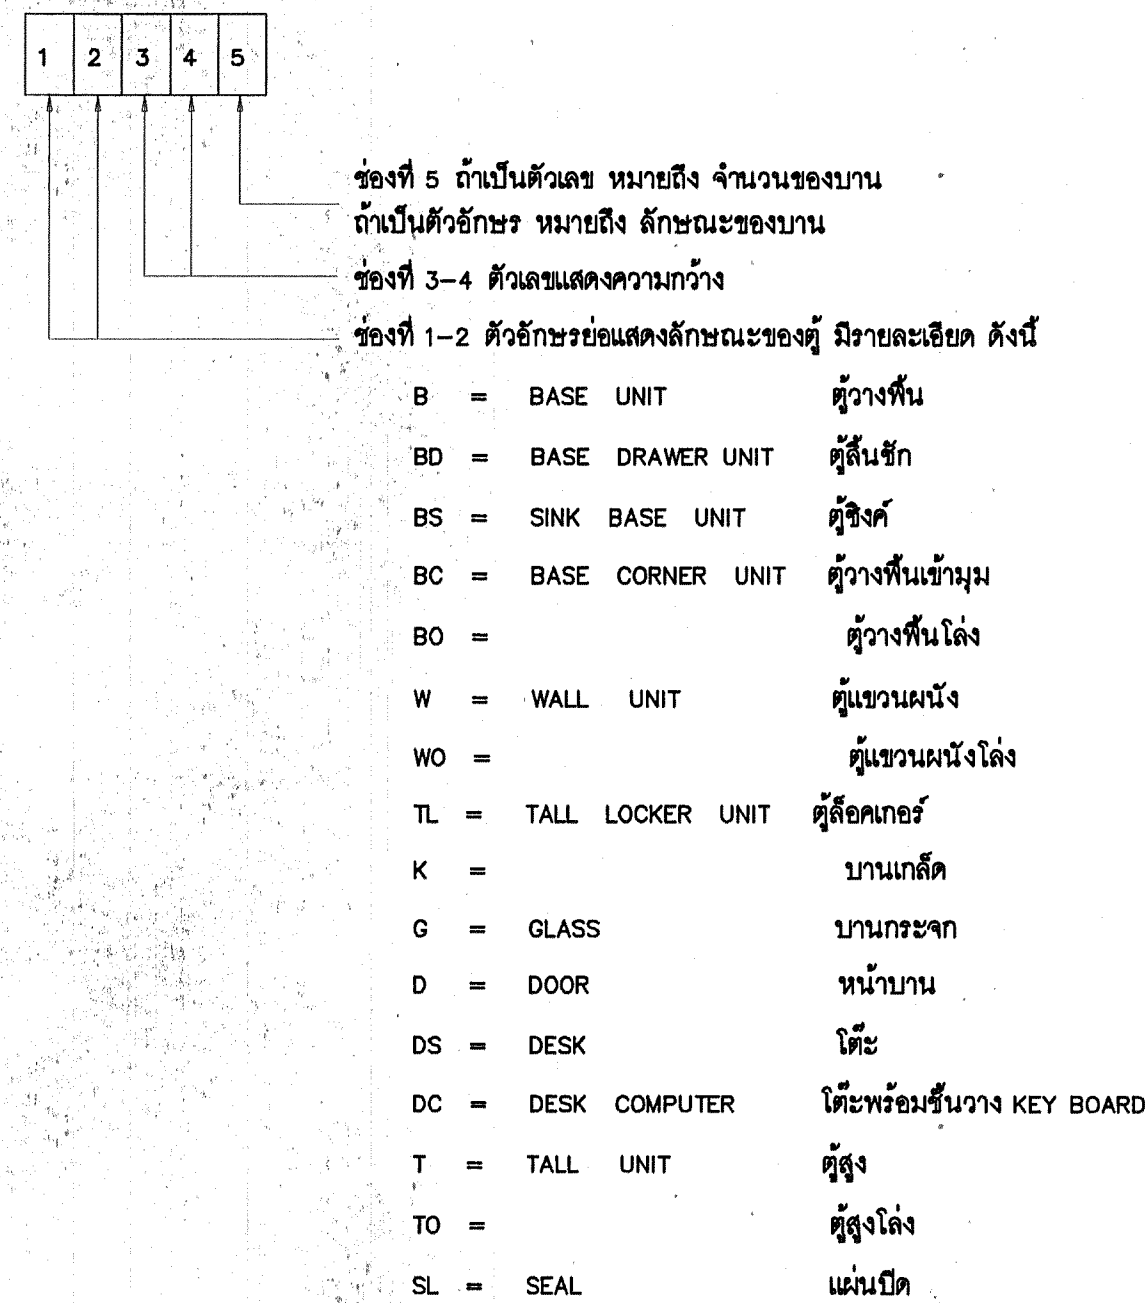 1 2 3 4 5
ช่องที่ 5 ถ้าเป็นตัวเลข หมายถึง จำนวนของบาน
ถ้าเป็นตัวอักษร หมายถึง ลักษณะของบาน
ช่องที่ 3-4 ตัวเลขแสดงความกว้าง
ช่องที่ 1-2 ตัวอักษรย่อแสดงลักษณะของตู้ มีรายละเอียด ดังนี้
B = BASE UNIT ตู้วางพื้น
BD = BASE DRAWER UNIT ตู้ลิ้นชัก
BS = SINK BASE UNIT ตู้ซิงค์
BC = BASE CORNER UNIT ตู้วางพื้นเข้ามุม
BO = ตู้วางพื้นโล่ง
W = WALL UNIT ตู้แขวนผนัง
WO = ตู้แขวนผนังโล่ง
TL = TALL LOCKER UNIT ตู้ล็อคเกอร์
K = บานเกล็ด
G = GLASS บานกระจก
D = DOOR หน้าบาน
DS = DESK โต๊ะ
DC = DESK COMPUTER โต๊ะพร้อมชั้นวาง KEY BOARD
T = TALL UNIT ตู้สูง
TO = ตู้สูงโล่ง
SL = SEAL แผ่นปิด